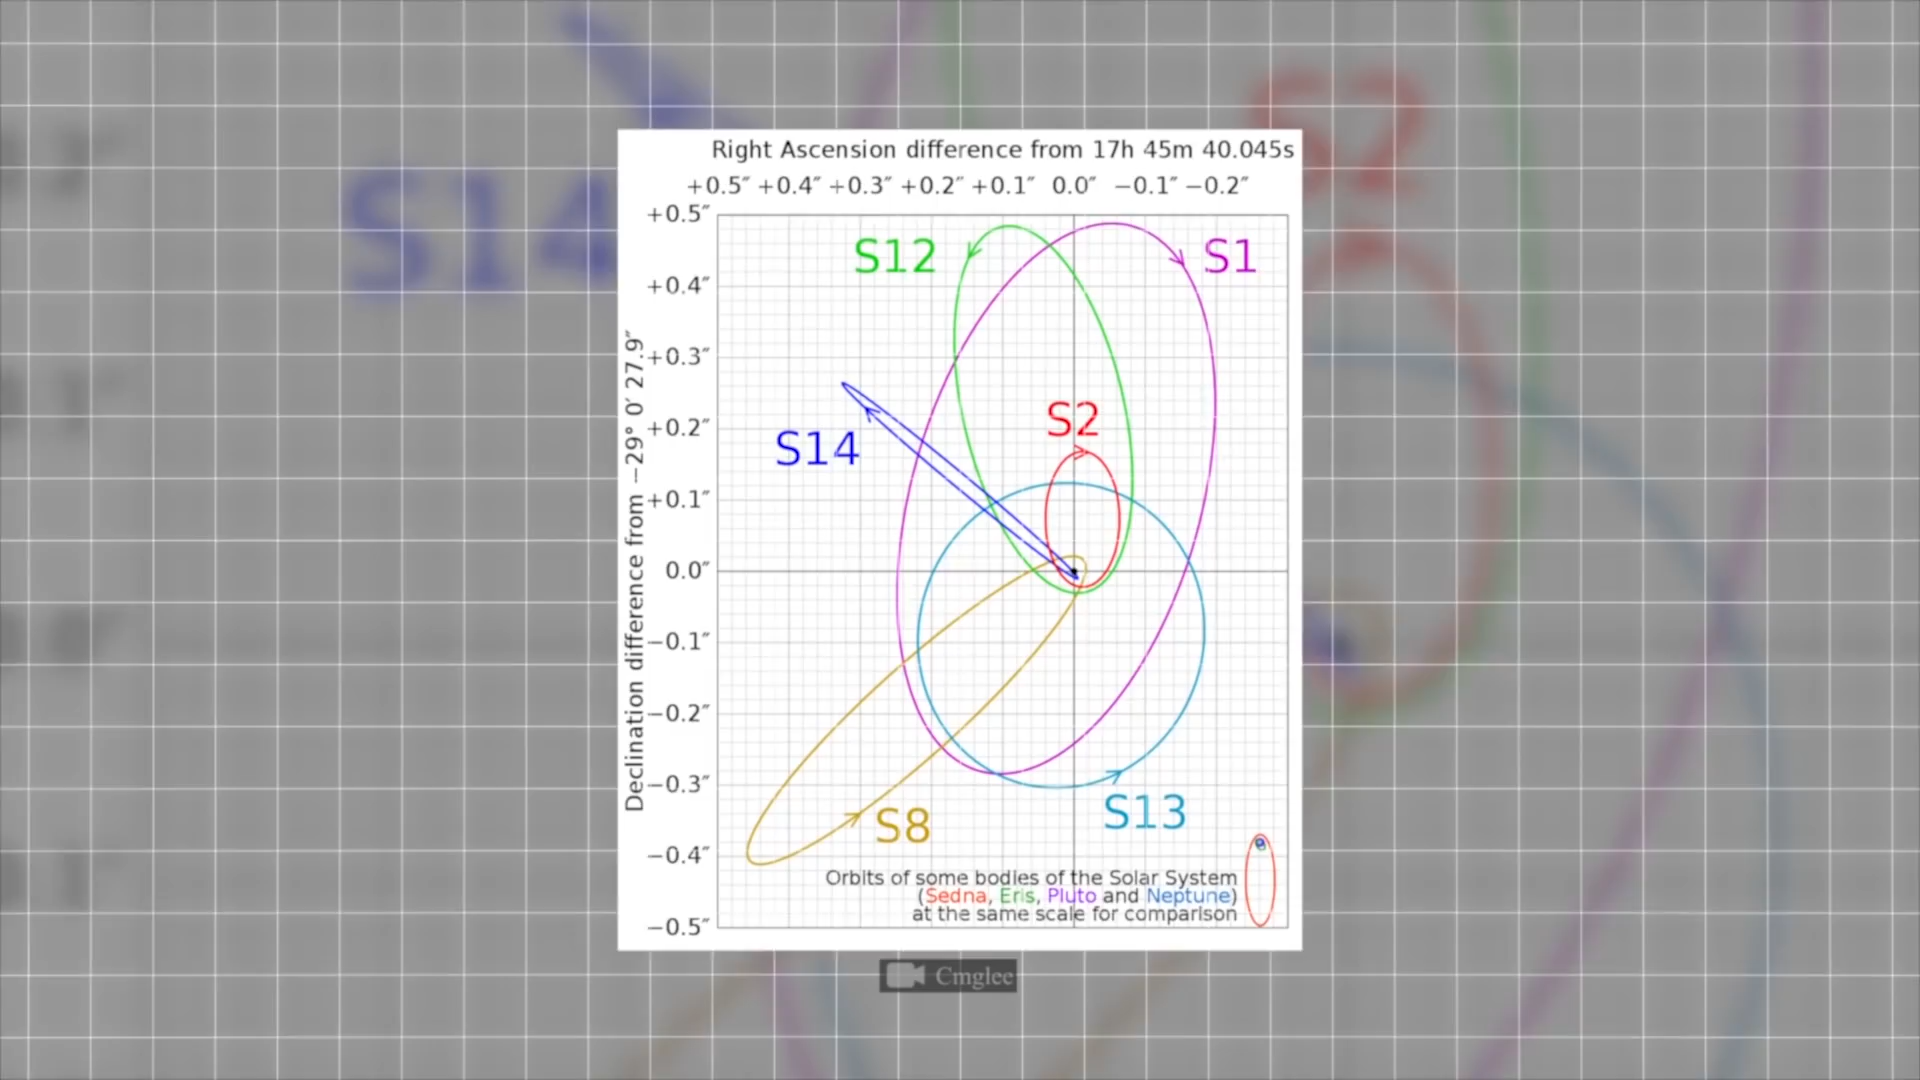 Right Ascension difference from 17h 45m 40.045s
+0.5″ +0.4″ +0.3″ +0.2″ +0.1″ 0.0″ −0.1″ −0.2″
+0.5″
S12
S1
+0.4″
+0.3″
S2
+0.2″
S14
+0.1″
0.0″
−0.1″
−0.2″
−0.3″
S13
S8
−0.4″
−0.5″
Declination difference from −29° 0′ 27.9″
Orbits of some bodies of the Solar System
(Sedna, Eris, Pluto and Neptune)
at the same scale for comparison
Cmglee
S14
S2